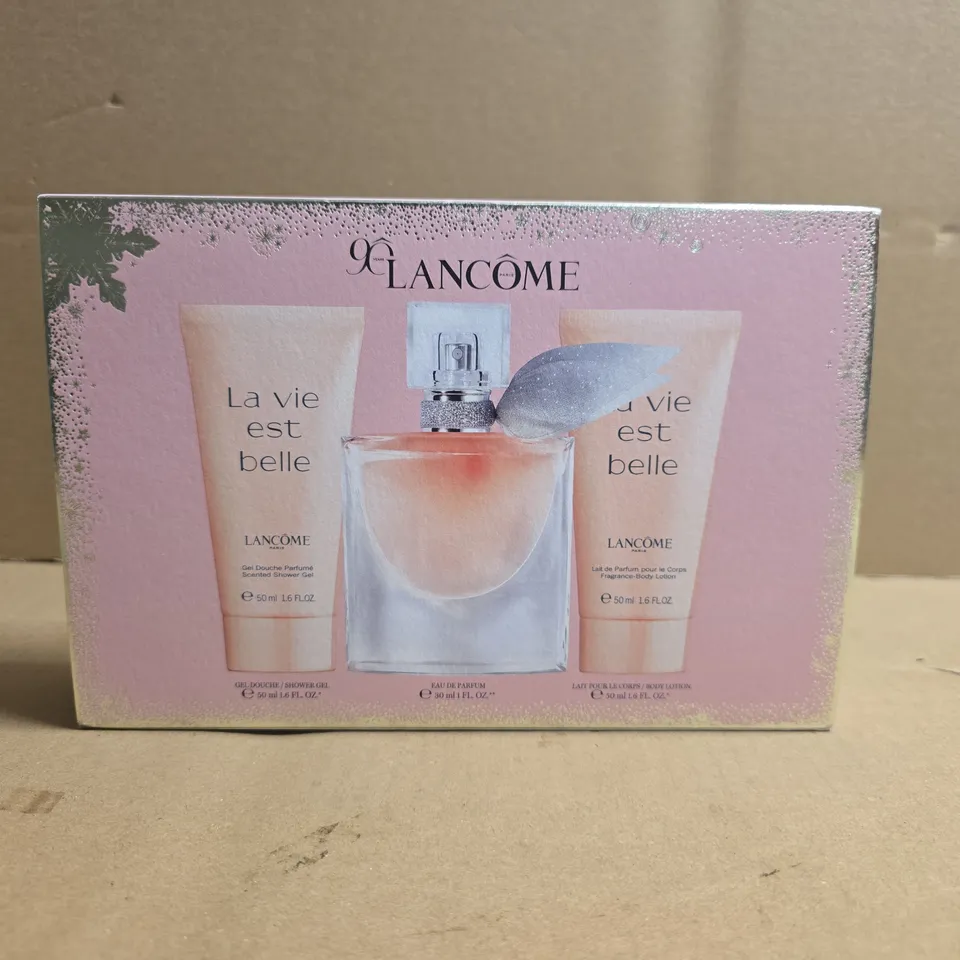 90 LANCÔME
PARIS
La vie
est
belle
LANCÔME
PARIS
Gel Douche Parfumé
Scented Shower Gel
e 50 ml 1.6 FL.OZ.
vie
est
belle
LANCÔME
PARIS
Lait de Parfum pour le Corps
Fragrance-Body Lotion
e 50 ml 1.6 FL.OZ.
GEL DOUCHE / SHOWER GEL
e 50 ml 1.6 FL. OZ.*
EAU DE PARFUM
e 30 ml 1 FL. OZ.**
LAIT POUR LE CORPS / BODY LOTION
e 50 ml 1.6 FL. OZ.*